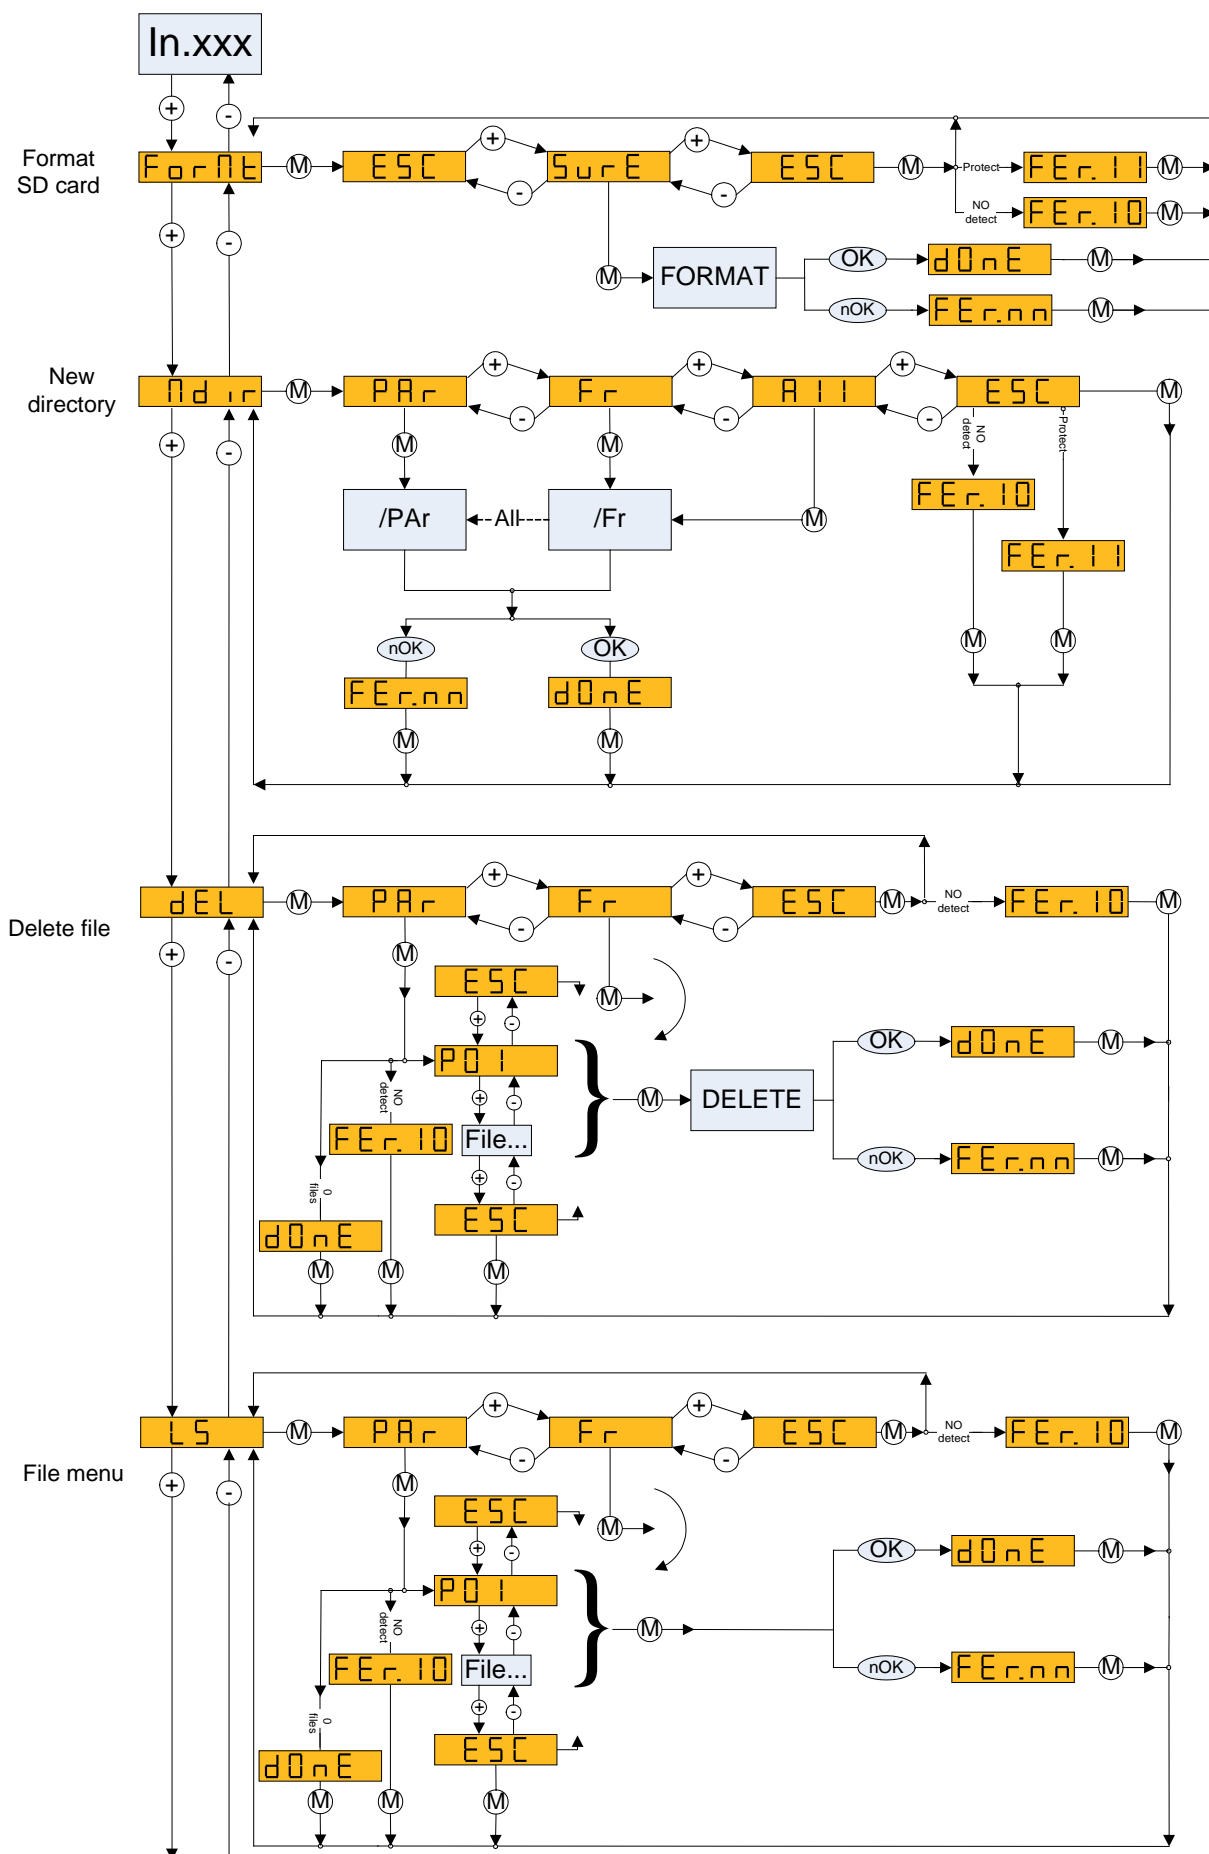 In.xxx
+
-
Format
SD card
ForMt
M
ESC
+
-
SurE
+
-
ESC
M
Protect
FEr.11
M
NO
detect
FEr.10
M
+
-
M
FORMAT
OK
dOnE
M
nOK
FEr.nn
M
New
directory
Mdir
M
PAr
+
-
Fr
+
-
All
+
-
ESC
M
+
-
M
M
NO
detect
Protect
FEr.10
/PAr
All
/Fr
M
FEr.11
nOK
OK
M
M
FEr.nn
dOnE
M
M
Delete file
dEL
M
PAr
+
-
Fr
+
-
ESC
M
NO
detect
FEr.10
M
+
-
M
ESC
M
+
-
P01
OK
dOnE
M
NO
detect
+
-
M
DELETE
FEr.10
File...
nOK
FEr.nn
M
+
-
0
files
dOnE
ESC
M
M
M
File menu
LS
M
PAr
+
-
Fr
+
-
ESC
M
NO
detect
FEr.10
M
+
-
M
ESC
M
+
-
P01
OK
dOnE
M
NO
detect
+
-
M
FEr.10
File...
nOK
FEr.nn
M
+
-
0
files
dOnE
ESC
M
M
M